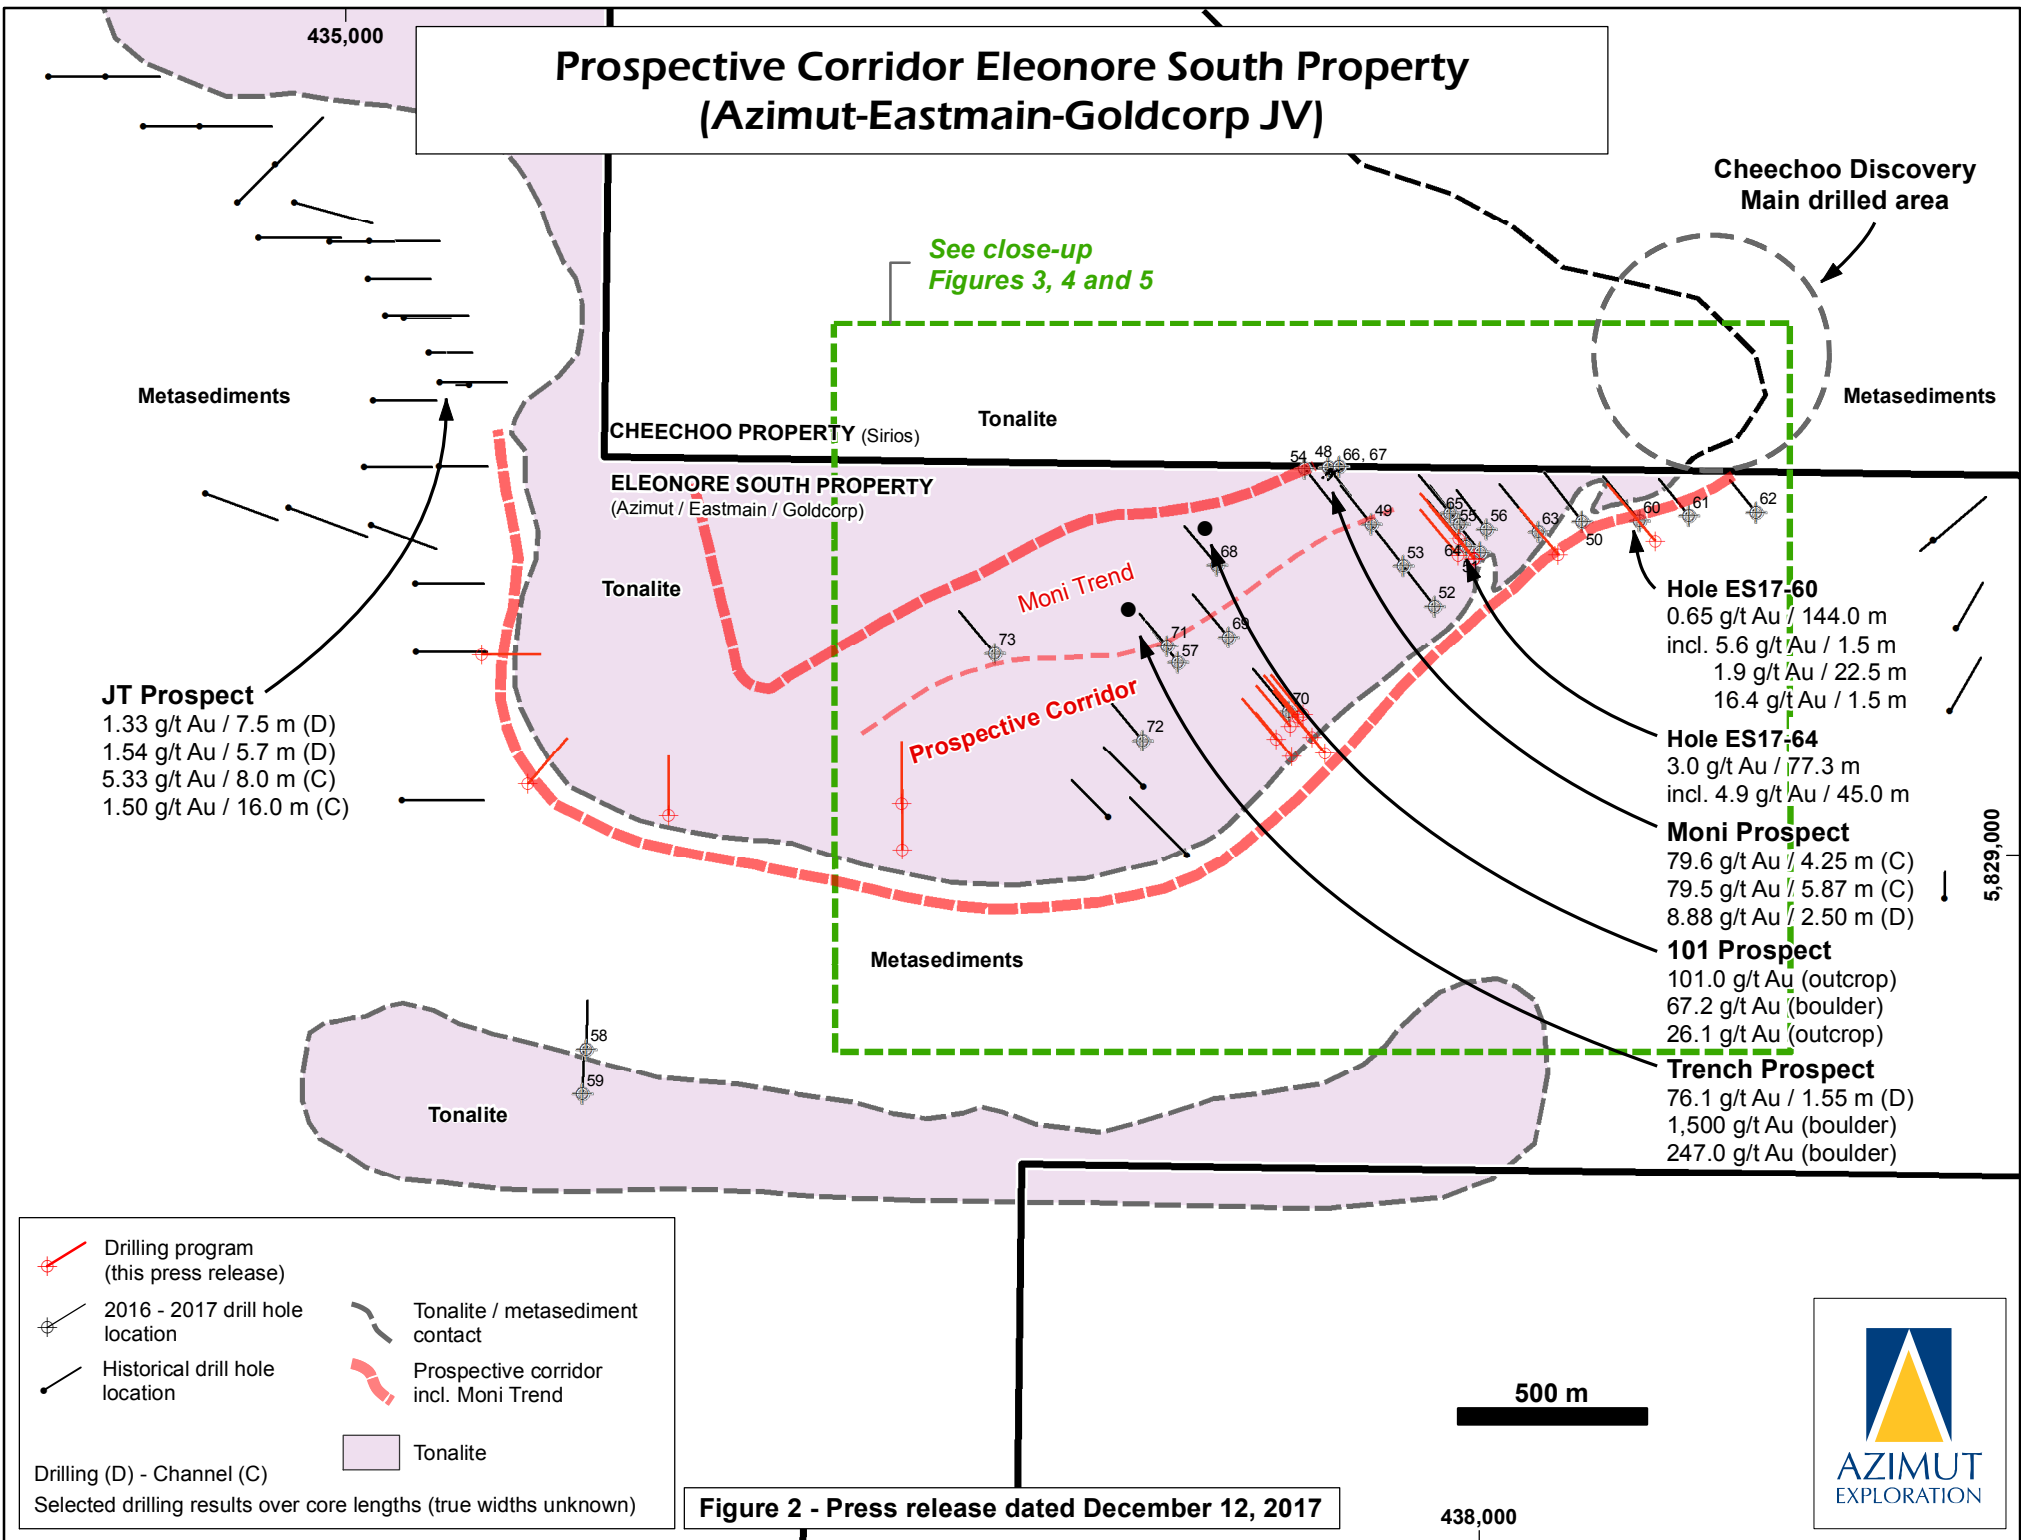 435,000
Prospective Corridor Eleonore South Property
(Azimut-Eastmain-Goldcorp JV)
Cheechoo Discovery
Main drilled area
See close-up
Figures 3, 4 and 5
Metasediments
Metasediments
Tonalite
CHEECHOO PROPERTY (Sirios)
ELEONORE SOUTH PROPERTY
(Azimut / Eastmain / Goldcorp)
54
48
66, 67
49
65
55
56
63
50
60
61
62
64
53
52
68
69
71
57
73
70
72
Tonalite
Moni Trend
Prospective Corridor
JT Prospect
1.33 g/t Au / 7.5 m (D)
1.54 g/t Au / 5.7 m (D)
5.33 g/t Au / 8.0 m (C)
1.50 g/t Au / 16.0 m (C)
Hole ES17-60
0.65 g/t Au / 144.0 m
incl. 5.6 g/t Au / 1.5 m
1.9 g/t Au / 22.5 m
16.4 g/t Au / 1.5 m
Hole ES17-64
3.0 g/t Au / 77.3 m
incl. 4.9 g/t Au / 45.0 m
Moni Prospect
79.6 g/t Au / 4.25 m (C)
79.5 g/t Au / 5.87 m (C)
8.88 g/t Au / 2.50 m (D)
101 Prospect
101.0 g/t Au (outcrop)
67.2 g/t Au (boulder)
26.1 g/t Au (outcrop)
Trench Prospect
76.1 g/t Au / 1.55 m (D)
1,500 g/t Au (boulder)
247.0 g/t Au (boulder)
5,829,000
Metasediments
58
59
Tonalite
Drilling program
(this press release)
2016 - 2017 drill hole
location
Historical drill hole
location
Tonalite / metasediment
contact
Prospective corridor
incl. Moni Trend
Tonalite
Drilling (D) - Channel (C)
Selected drilling results over core lengths (true widths unknown)
Figure 2 - Press release dated December 12, 2017
500 m
438,000
AZIMUT
EXPLORATION